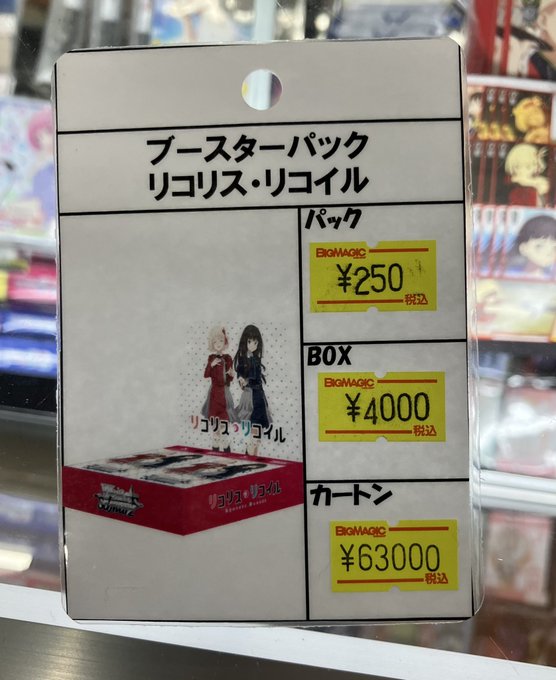 ブースターパック
リコリス・リコイル
パック
BIGMAGIC
¥250
税込
BOX
BIGMAGIC
¥4000
税込
カートン
BIGMAGIC
¥63000
税込
リコリス・リコイル
リコリス・リコイル